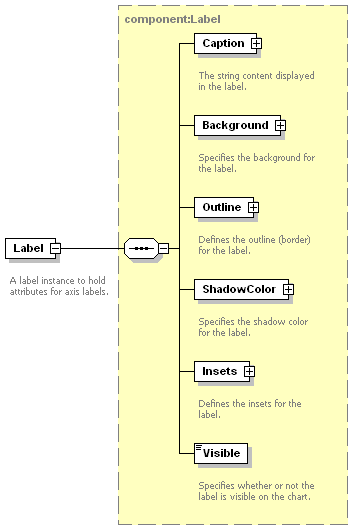 component:Label
Caption
The string content displayed
in the label.
Background
Specifies the background for
the label.
Outline
Defines the outline (border)
for the label.
Label
A label instance to hold
attributes for axis labels.
ShadowColor
Specifies the shadow color
for the label.
Insets
Defines the insets for the
label.
Visible
Specifies whether or not the
label is visible on the chart.